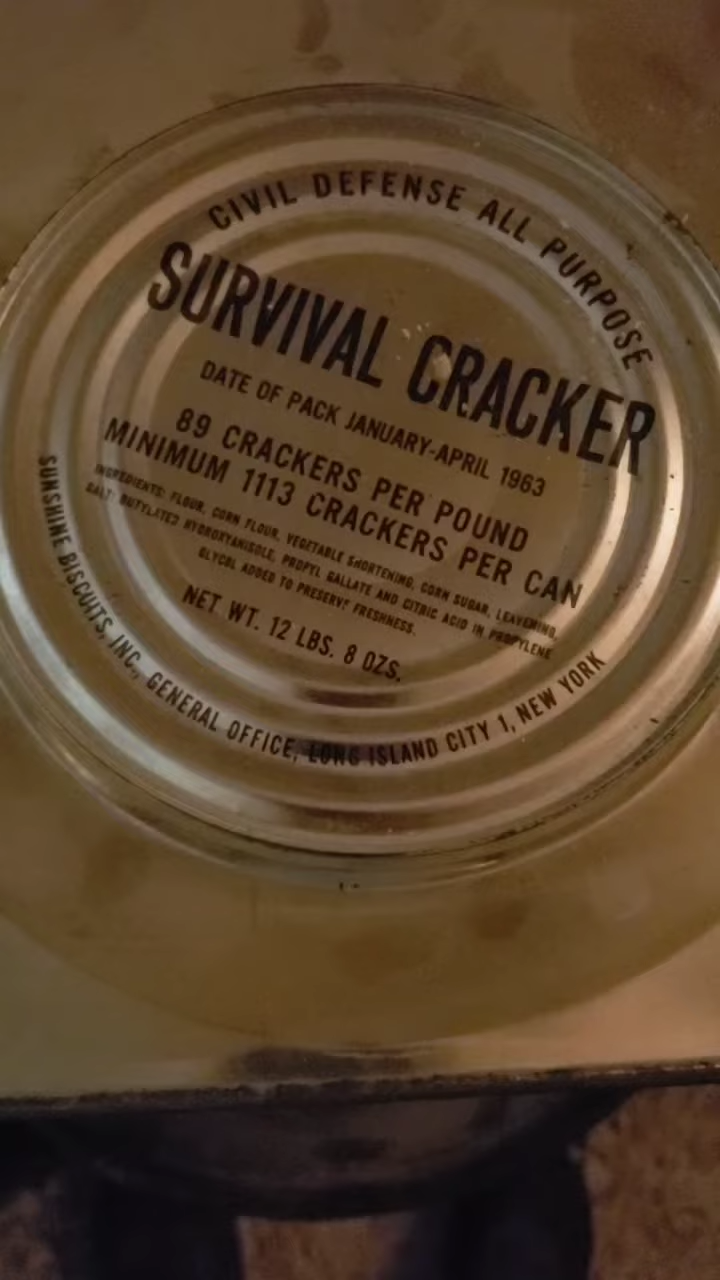 CIVIL DEFENSE ALL PURPOSE
SURVIVAL CRACKER
DATE OF PACK JANUARY-APRIL 1963
89 CRACKERS PER POUND
MINIMUM 1113 CRACKERS PER CAN
INGREDIENTS: FLOUR, CORN FLOUR, VEGETABLE SHORTENING, CORN SUGAR, LEAVENING,
SALT. BUTYLATED HYDROXYANISOLE, PROPYL GALLATE AND CITRIC ACID IN PROPYLENE
GLYCOL ADDED TO PRESERVE FRESHNESS.
NET WT. 12 LBS. 8 OZS.
SUNSHINE BISCUITS, INC., GENERAL OFFICE, LONG ISLAND CITY 1, NEW YORK